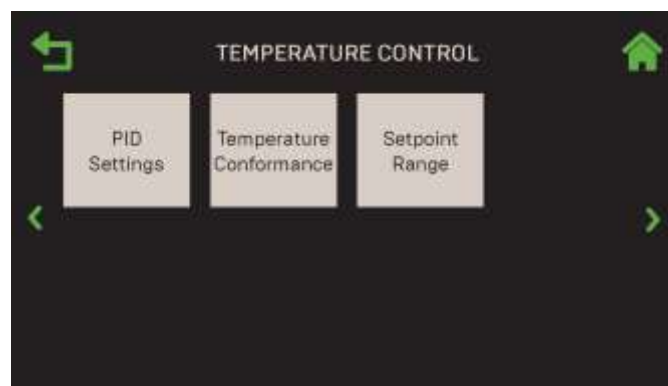 TEMPERATURE CONTROL
PID
Settings
Temperature
Conformance
Setpoint
Range